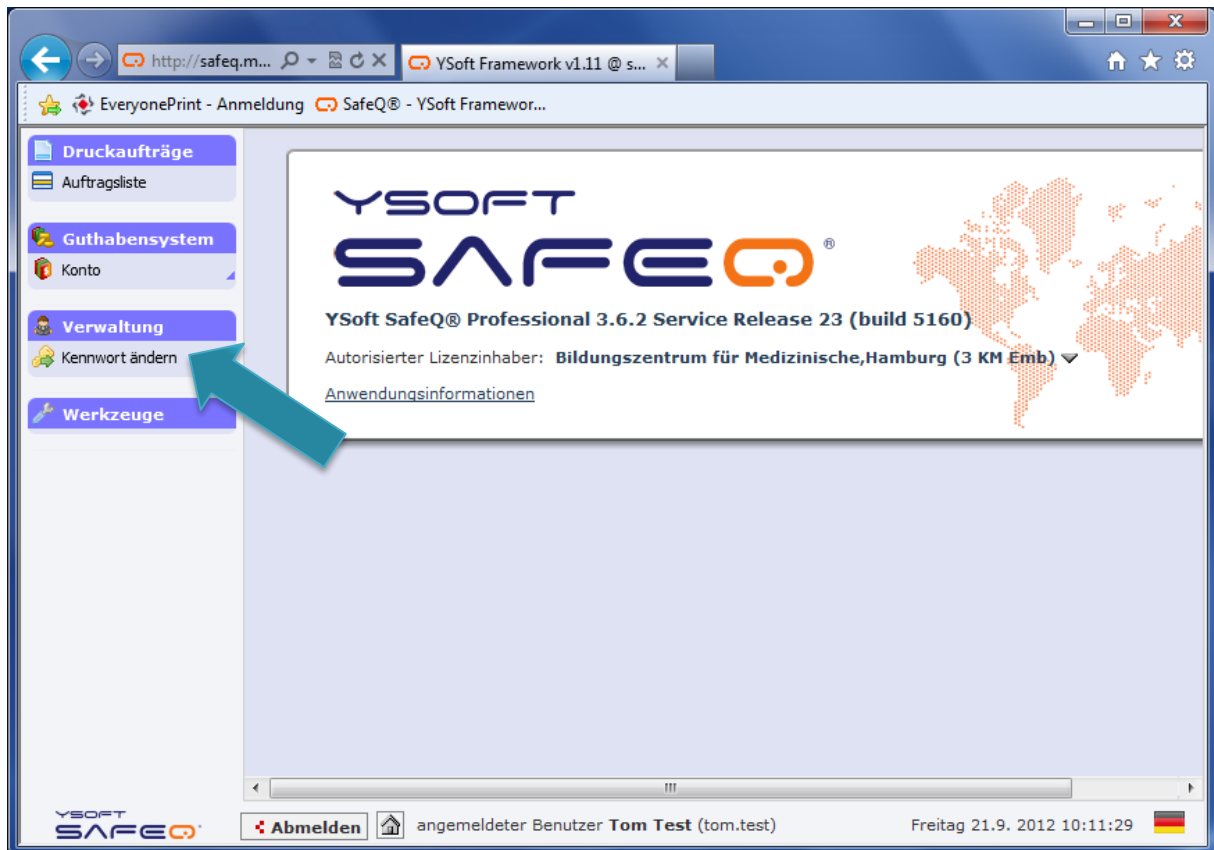 http://safeq.m...
YSoft Framework v1.11 @ s...
EveryonePrint - Anmeldung
SafeQ® - YSoft Framewor...
Druckaufträge
Auftragsliste
Guthabensystem
Konto
Verwaltung
Kennwort ändern
Werkzeuge
YSOFT
SAFEQ®
YSoft SafeQ® Professional 3.6.2 Service Release 23 (build 5160)
Autorisierter Lizenzinhaber: Bildungszentrum für Medizinische,Hamburg (3 KM Emb)
Anwendungsinformationen
YSOFT
SAFEQ
Abmelden
angemeldeter Benutzer Tom Test (tom.test)
Freitag 21.9. 2012 10:11:29